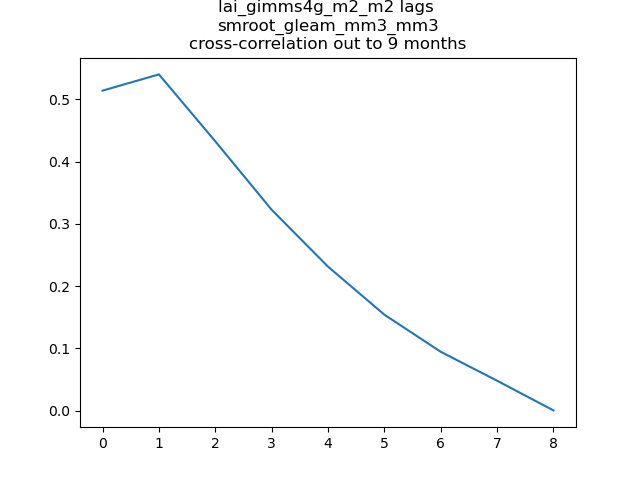 lai_gimms4g_m2_m2 lags
smroot_gleam_mm3_mm3
cross-correlation out to 9 months
0.5
0.4
0.3
0.2
0.1
0.0
0 1 2 3 4 5 6 7 8